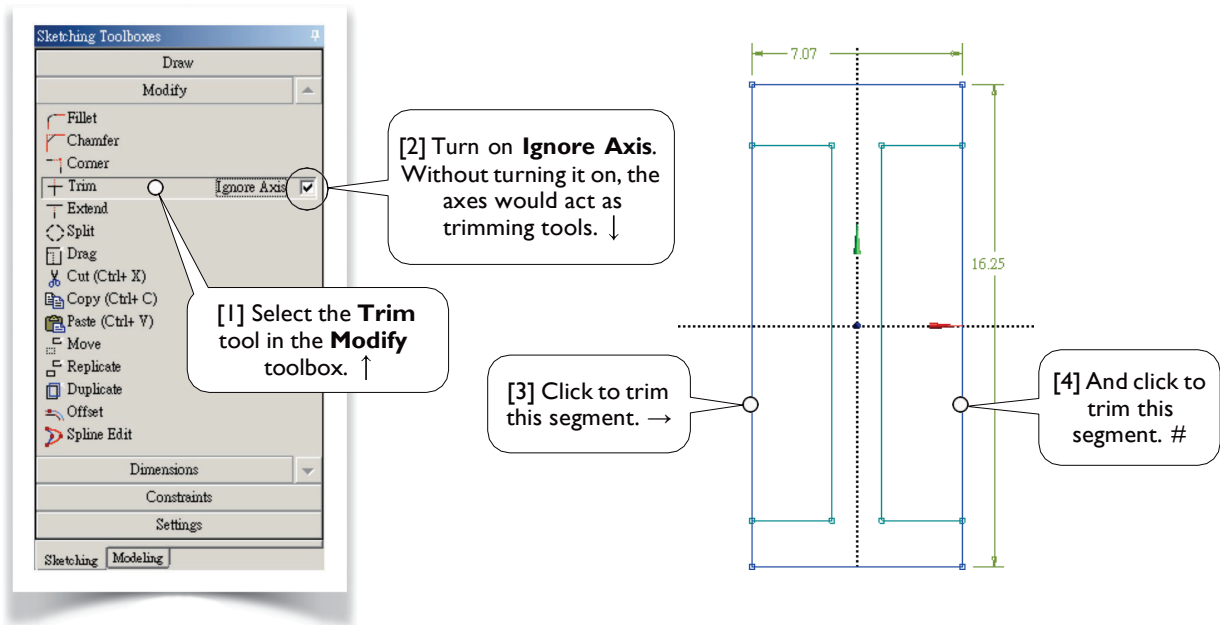 Sketching Toolboxes
Draw
Modify
Fillet
Chamfer
Corner
Trim Ignore Axis
Extend
Split
Drag
Cut (Ctrl+ X)
Copy (Ctrl+ C)
Paste (Ctrl+ V)
Move
Replicate
Duplicate
Offset
Spline Edit
Dimensions
Constraints
Settings
Sketching Modeling
[2] Turn on Ignore Axis.
Without turning it on, the
axes would act as
trimming tools. ↓
[1] Select the Trim
tool in the Modify
toolbox. ↑
7.07
16.25
[3] Click to trim
this segment. →
[4] And click to
trim this
segment. #